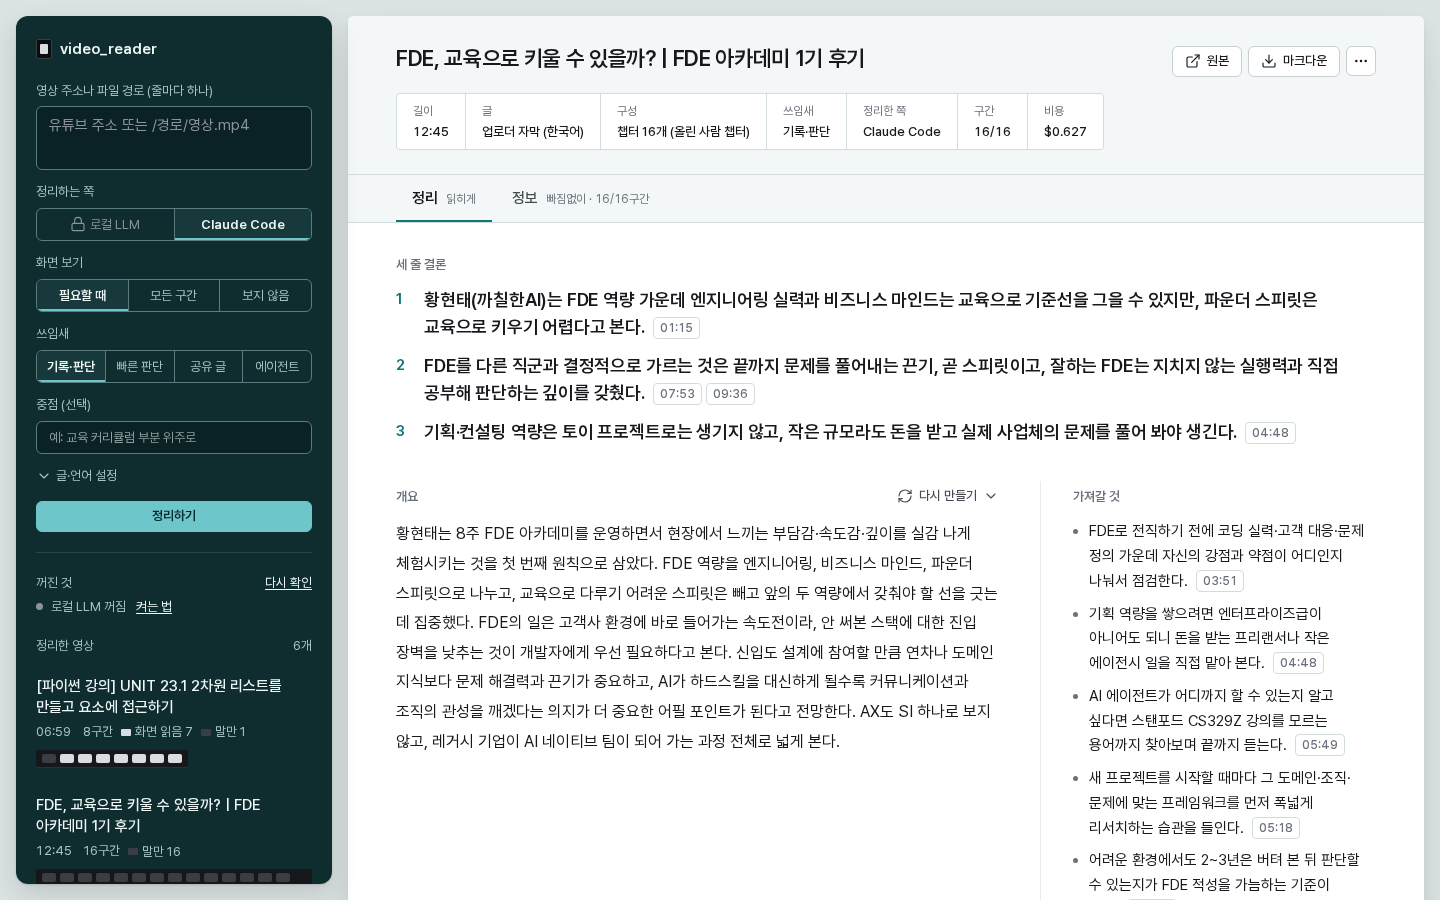 video_reader
영상 주소나 파일 경로 (줄마다 하나)
유튜브 주소 또는 /경로/영상.mp4
정리하는 쪽
로컬 LLM
Claude Code
화면 보기
필요할 때
모든 구간
보지 않음
쓰임새
기록·판단
빠른 판단
공유 글
에이전트
중점 (선택)
예: 교육 커리큘럼 부분 위주로
글·언어 설정
정리하기
꺼진 것
다시 확인
로컬 LLM 꺼짐 켜는 법
정리한 영상
6개
[파이썬 강의] UNIT 23.1 2차원 리스트를
만들고 요소에 접근하기
06:59 8구간 화면 읽음 7 말만 1
FDE, 교육으로 키울 수 있을까? | FDE
아카데미 1기 후기
12:45 16구간 말만 16
FDE, 교육으로 키울 수 있을까? | FDE 아카데미 1기 후기
원본
마크다운
길이
12:45
글
업로더 자막 (한국어)
구성
챕터 16개 (올린 사람 챕터)
쓰임새
기록·판단
정리한 쪽
Claude Code
구간
16/16
비용
$0.627
정리 읽히게
정보 빠짐없이 · 16/16구간
세 줄 결론
1 황현태(까칠한AI)는 FDE 역량 가운데 엔지니어링 실력과 비즈니스 마인드는 교육으로 기준선을 그을 수 있지만, 파운더 스피릿은
교육으로 키우기 어렵다고 본다. 01:15
2 FDE를 다른 직군과 결정적으로 가르는 것은 끝까지 문제를 풀어내는 끈기, 곧 스피릿이고, 잘하는 FDE는 지치지 않는 실행력과 직접
공부해 판단하는 깊이를 갖췄다. 07:53 09:36
3 기획·컨설팅 역량은 토이 프로젝트로는 생기지 않고, 작은 규모라도 돈을 받고 실제 사업체의 문제를 풀어 봐야 생긴다. 04:48
개요
다시 만들기
황현태는 8주 FDE 아카데미를 운영하면서 현장에서 느끼는 부담감·속도감·깊이를 실감 나게
체험시키는 것을 첫 번째 원칙으로 삼았다. FDE 역량을 엔지니어링, 비즈니스 마인드, 파운더
스피릿으로 나누고, 교육으로 다루기 어려운 스피릿은 빼고 앞의 두 역량에서 갖춰야 할 선을 긋는
데 집중했다. FDE의 일은 고객사 환경에 바로 들어가는 속도전이라, 안 써본 스택에 대한 진입
장벽을 낮추는 것이 개발자에게 우선 필요하다고 본다. 신입도 설계에 참여할 만큼 연차나 도메인
지식보다 문제 해결력과 끈기가 중요하고, AI가 하드스킬을 대신하게 될수록 커뮤니케이션과
조직의 관성을 깨겠다는 의지가 더 중요한 어필 포인트가 된다고 전망한다. AX도 SI 하나로 보지
않고, 레거시 기업이 AI 네이티브 팀이 되어 가는 과정 전체로 넓게 본다.
가져갈 것
FDE로 전직하기 전에 코딩 실력·고객 대응·문제
정의 가운데 자신의 강점과 약점이 어디인지
나눠서 점검한다. 03:51
기획 역량을 쌓으려면 엔터프라이즈급이
아니어도 되니 돈을 받는 프리랜서나 작은
에이전시 일을 직접 맡아 본다. 04:48
AI 에이전트가 어디까지 할 수 있는지 알고
싶다면 스탠포드 CS329Z 강의를 모르는
용어까지 찾아보며 끝까지 듣는다. 05:49
새 프로젝트를 시작할 때마다 그 도메인·조직·
문제에 맞는 프레임워크를 먼저 폭넓게
리서치하는 습관을 들인다. 05:18
어려운 환경에서도 2~3년은 버텨 본 뒤 판단할
수 있는지가 FDE 적성을 가늠하는 기준이